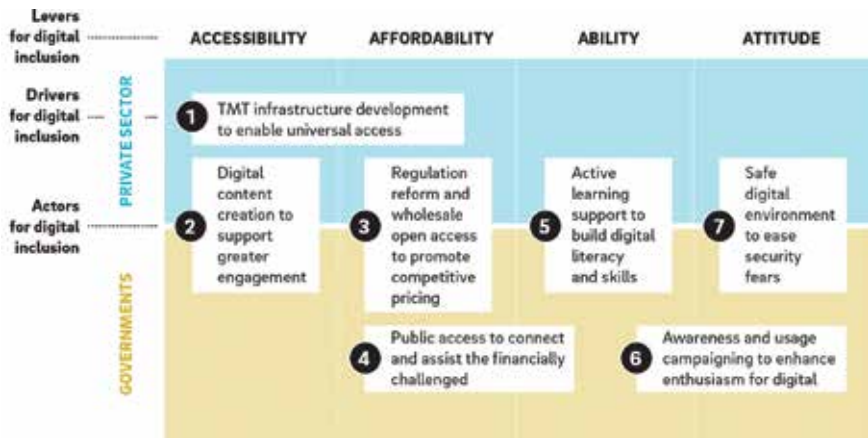 Levers
for digital
inclusion
ACCESSIBILITY
AFFORDABILITY
ABILITY
ATTITUDE
Drivers
for digital
inclusion
PRIVATE SECTOR
1
TMT infrastructure development
to enable universal access
Actors
for digital
inclusion
2
Digital
content
creation to
support
greater
engagement
3
Regulation
reform and
wholesale
open access
to promote
competitive
pricing
5
Active
learning
support to
build digital
literacy
and skills
7
Safe
digital
environment
to ease
security
fears
GOVERNMENTS
4
Public access to connect
and assist the financially
challenged
6
Awareness and usage
campaigning to enhance
enthusiasm for digital